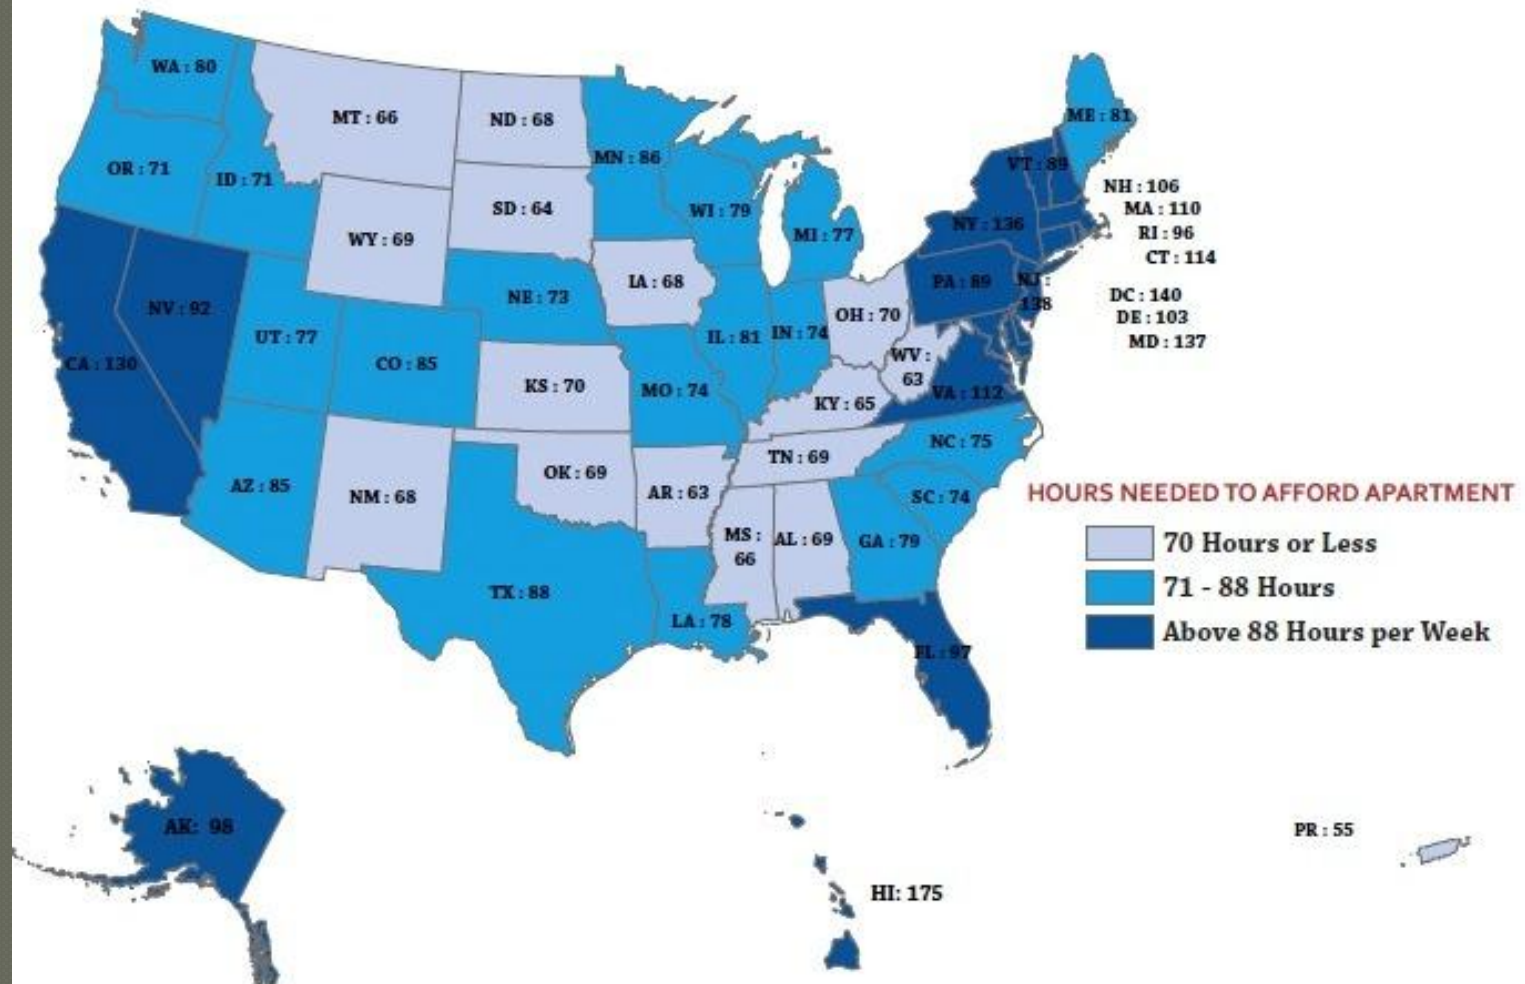 WA : 80
MT : 66
ND : 68
MN : 86
ME : 81
OR : 71
ID : 71
SD : 64
WI : 79
VT : 89
NH : 106
MA : 110
RI : 96
CT : 114
WY : 69
MI : 77
NY : 136
IA : 68
PA : 89
NJ :
138
DC : 140
DE : 103
MD : 137
NV : 92
NE : 73
OH : 70
UT : 77
IL : 81
IN : 74
CA : 130
CO : 85
WV :
63
KS : 70
MO : 74
VA : 112
KY : 65
NC : 75
TN : 69
AZ : 85
NM : 68
OK : 69
AR : 63
SC : 74
MS :
66
AL : 69
GA : 79
TX : 88
LA : 78
FL : 97
HOURS NEEDED TO AFFORD APARTMENT
70 Hours or Less
71 - 88 Hours
Above 88 Hours per Week
AK: 98
HI: 175
PR : 55